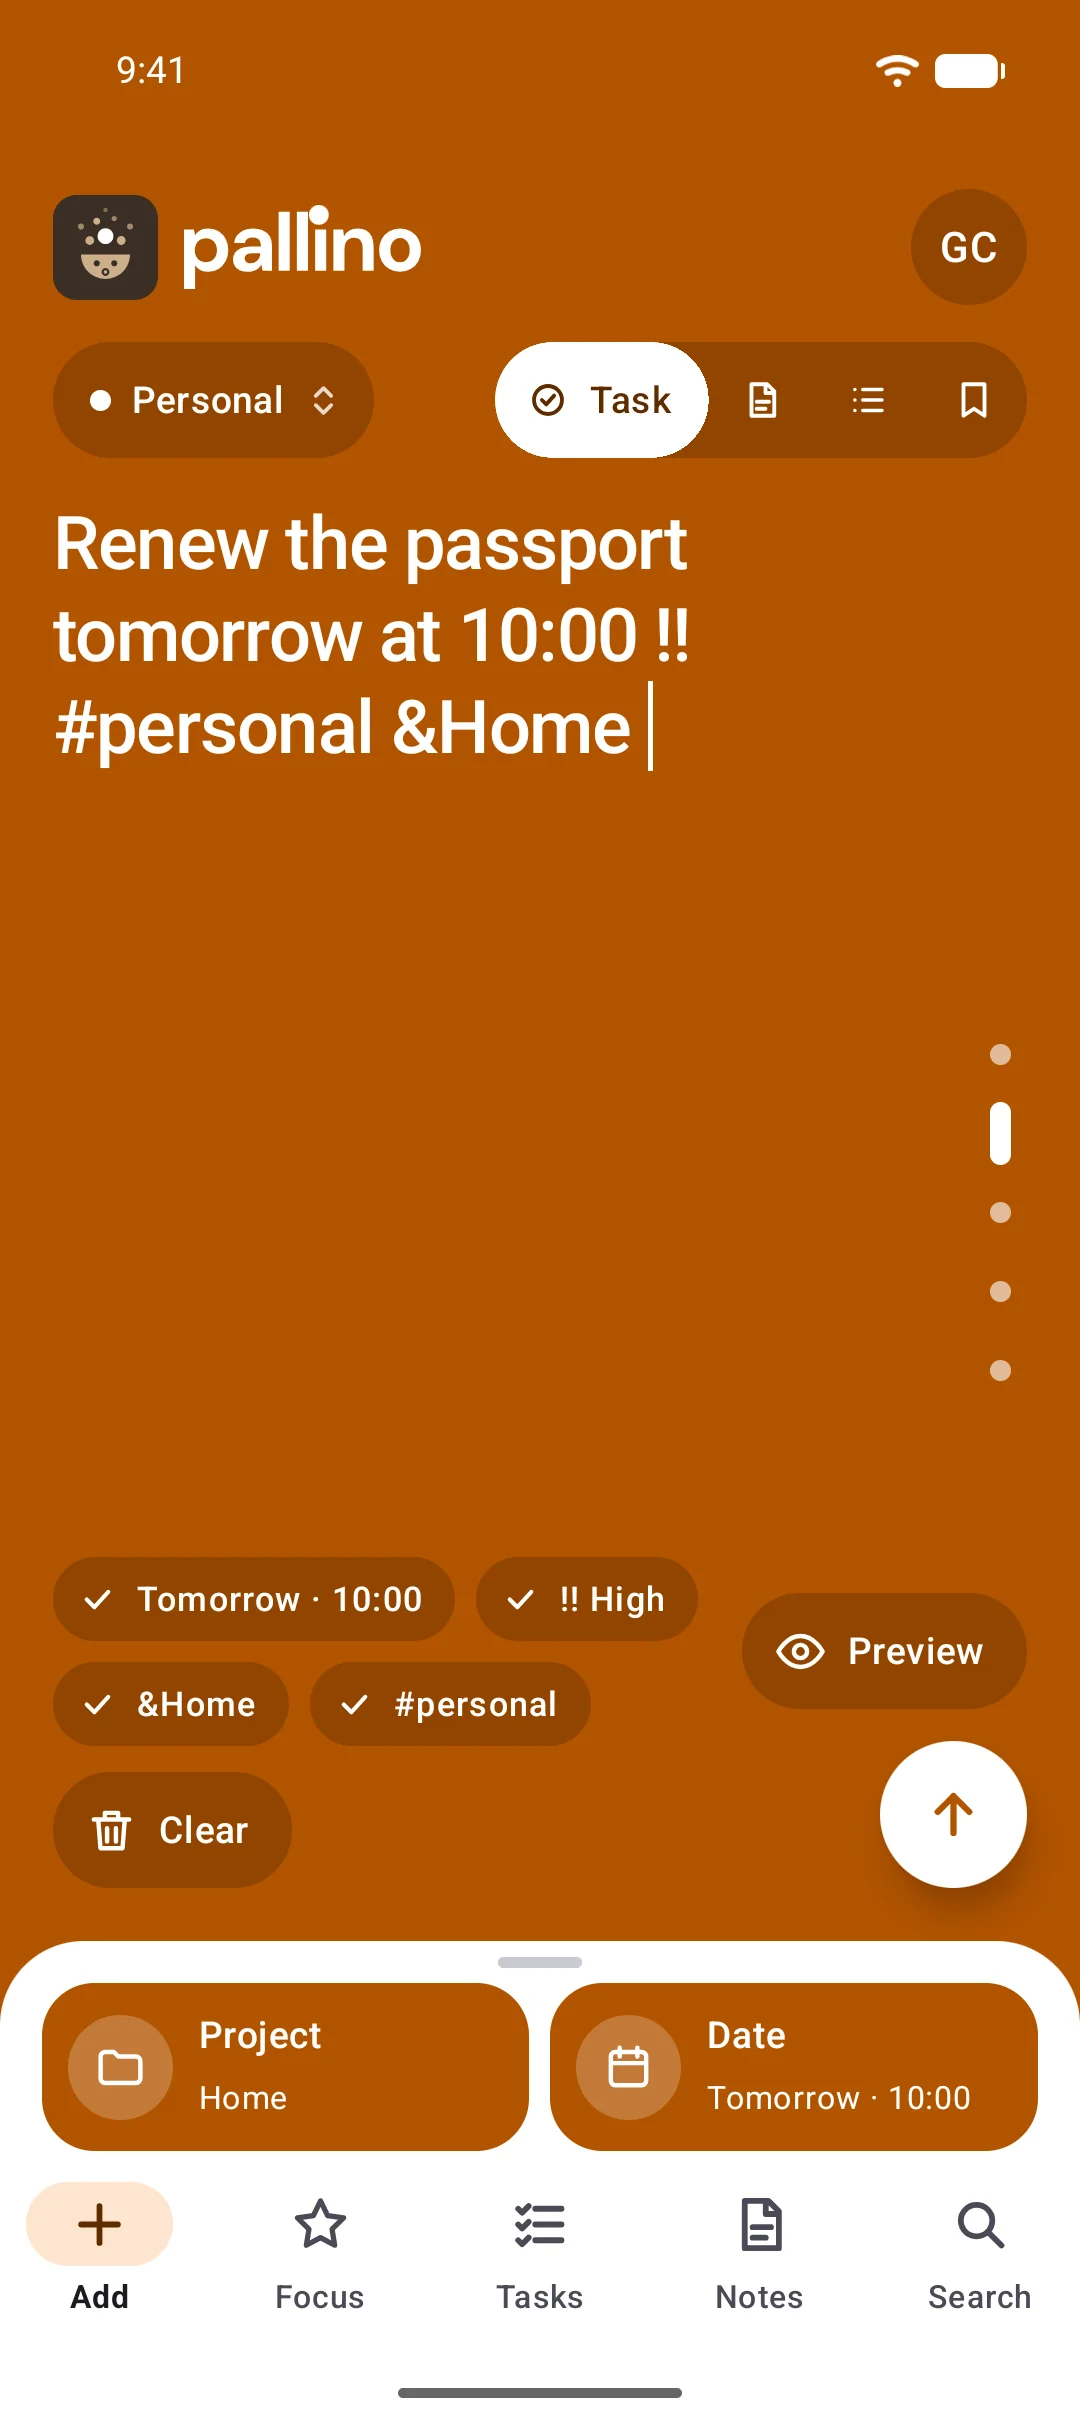 9:41
pallino
GC
Personal
Task
Renew the passport
tomorrow at 10:00 !!
#personal &Home
Tomorrow · 10:00
!! High
Preview
&Home
#personal
Clear
Project
Home
Date
Tomorrow · 10:00
Add
Focus
Tasks
Notes
Search